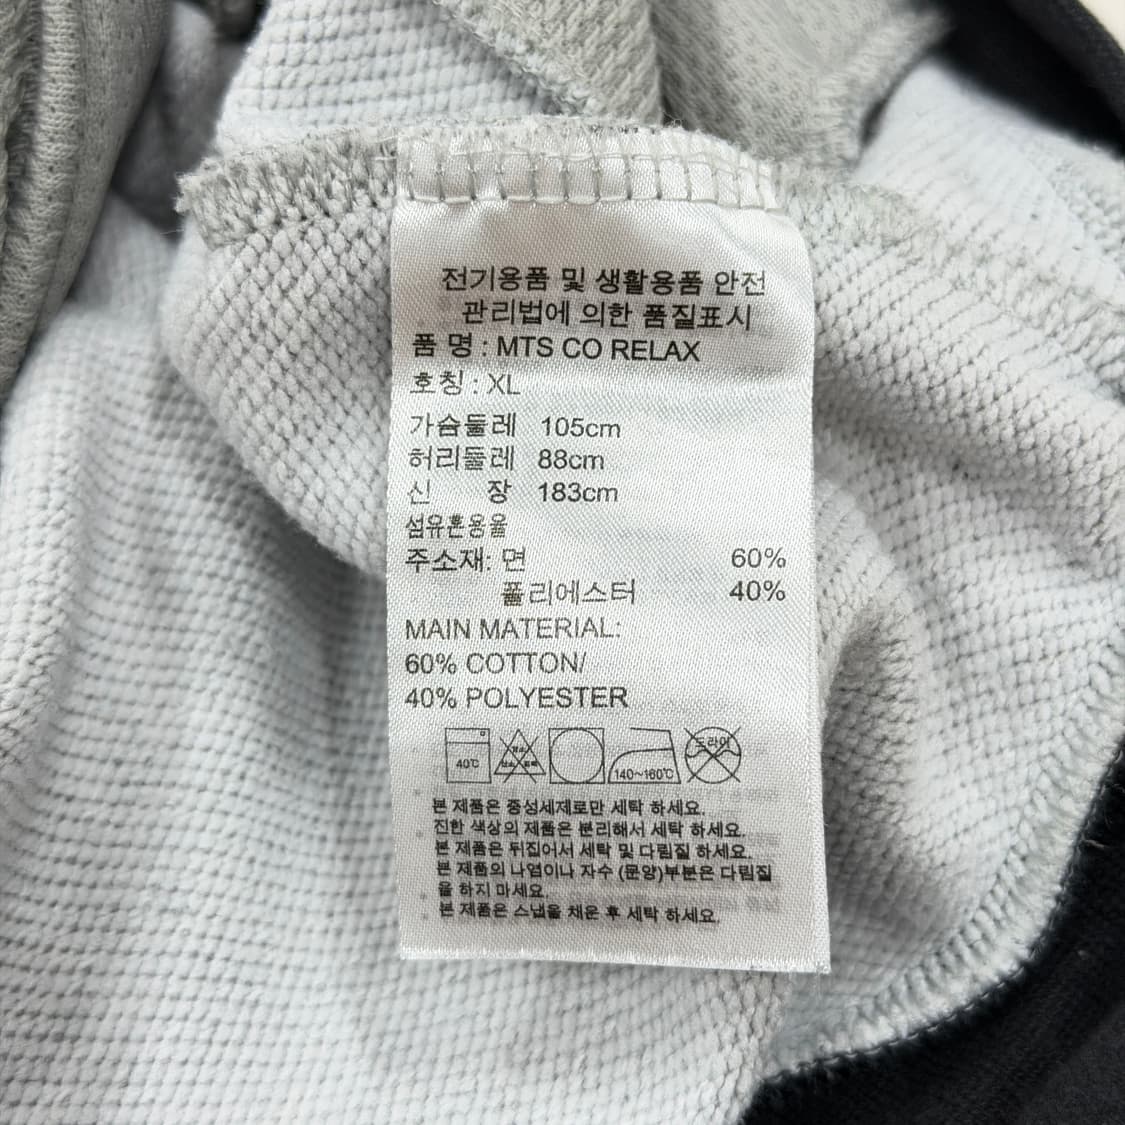 전기용품 및 생활용품 안전
관리법에 의한 품질표시
품 명 : MTS CO RELAX
호칭 : XL
가슴둘레 105cm
허리둘레 88cm
신 장 183cm
섬유혼용율
주소재: 면 60%
폴리에스터 40%
MAIN MATERIAL:
60% COTTON/
40% POLYESTER
40℃
140~160℃
드라이
본 제품은 중성세제로만 세탁 하세요.
진한 색상의 제품은 분리해서 세탁 하세요.
본 제품은 뒤집어서 세탁 및 다림질 하세요.
본 제품의 나염이나 자수 (문양)부분은 다림질
을 하지 마세요.
본 제품은 스냅을 채운 후 세탁 하세요.